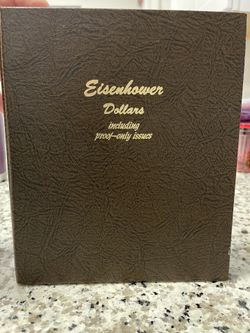 Eisenhower
Dollars
including
proof-only issues